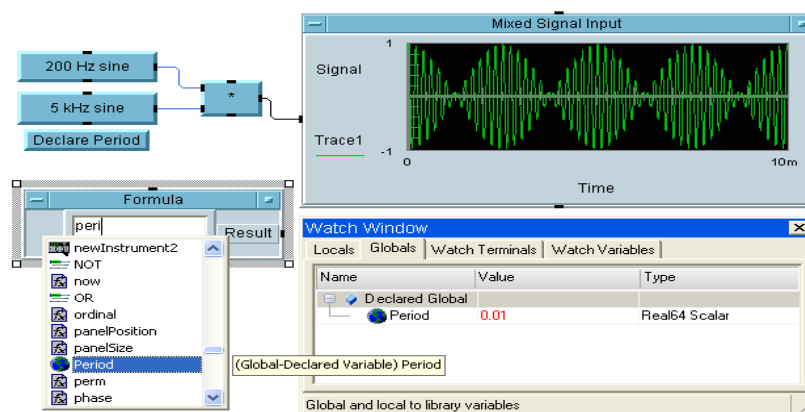 Mixed Signal Input
200 Hz sine
5 kHz sine
*
Declare Period
Signal
Trace1
1
-1
0
10m
Time
Formula
peri
Result
newInstrument2
NOT
now
OR
ordinal
panelPosition
panelSize
Period
perm
phase
(Global-Declared Variable) Period
Watch Window
Locals Globals Watch Terminals Watch Variables
Name Value Type
Declared Global
Period 0.01 Real64 Scalar
Global and local to library variables